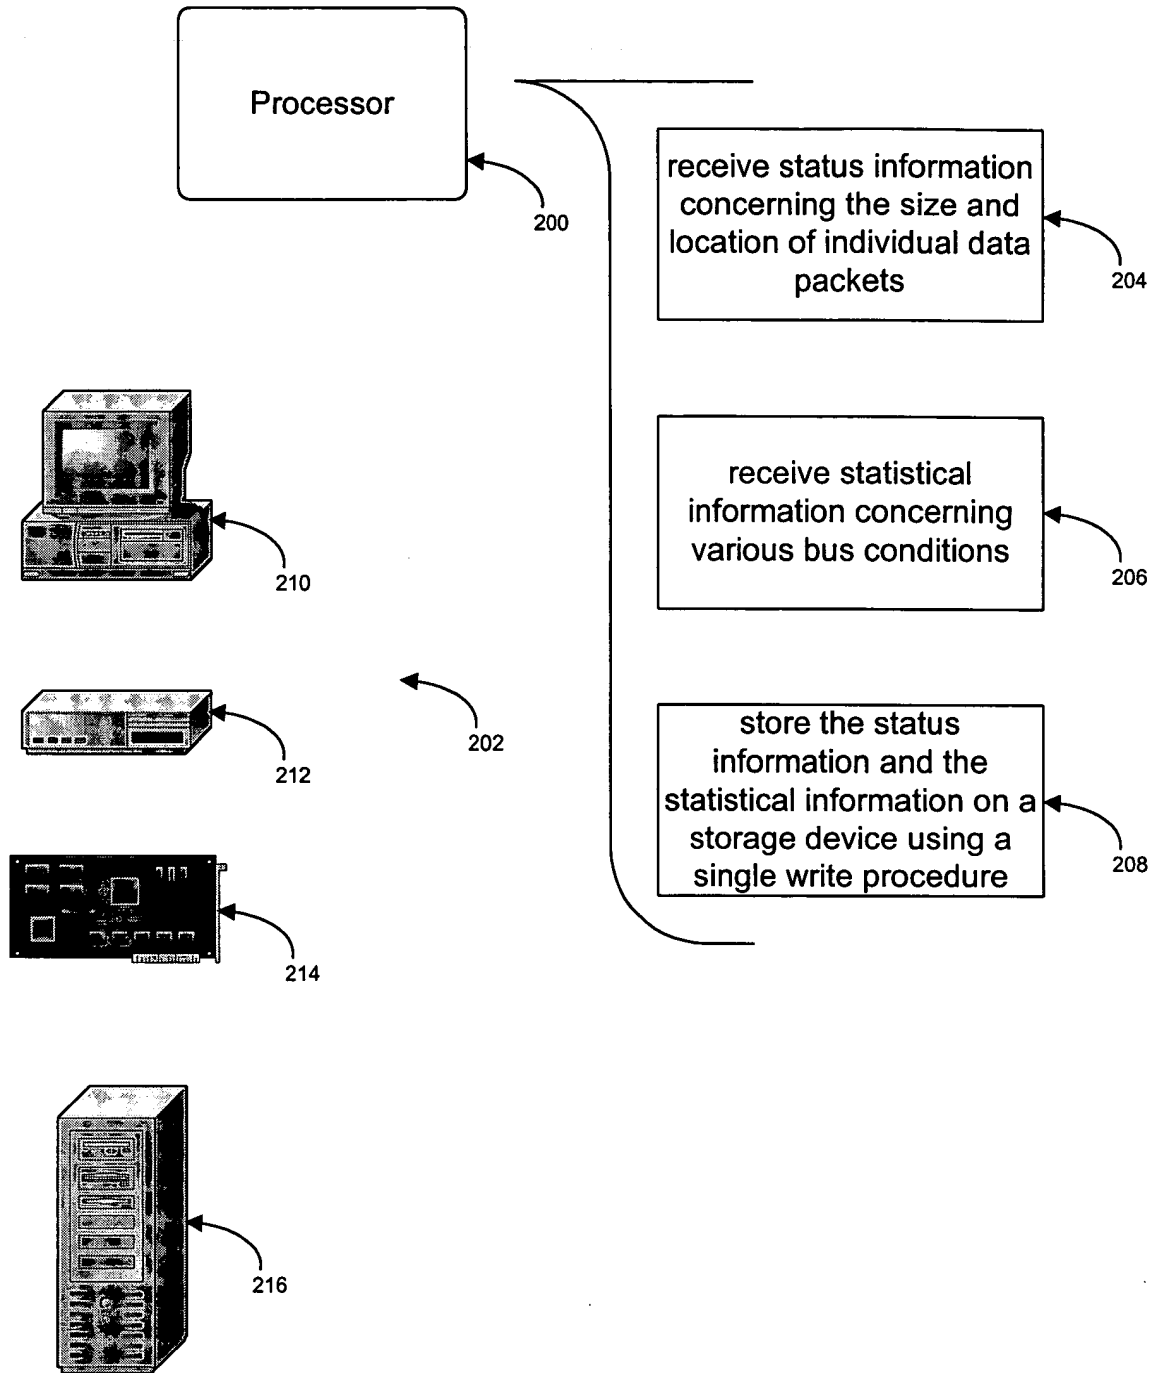 Processor
200
receive status information
concerning the size and
location of individual data
packets
204
receive statistical
information concerning
various bus conditions
206
210
202
212
store the status
information and the
statistical information on a
storage device using a
single write procedure
208
214
216